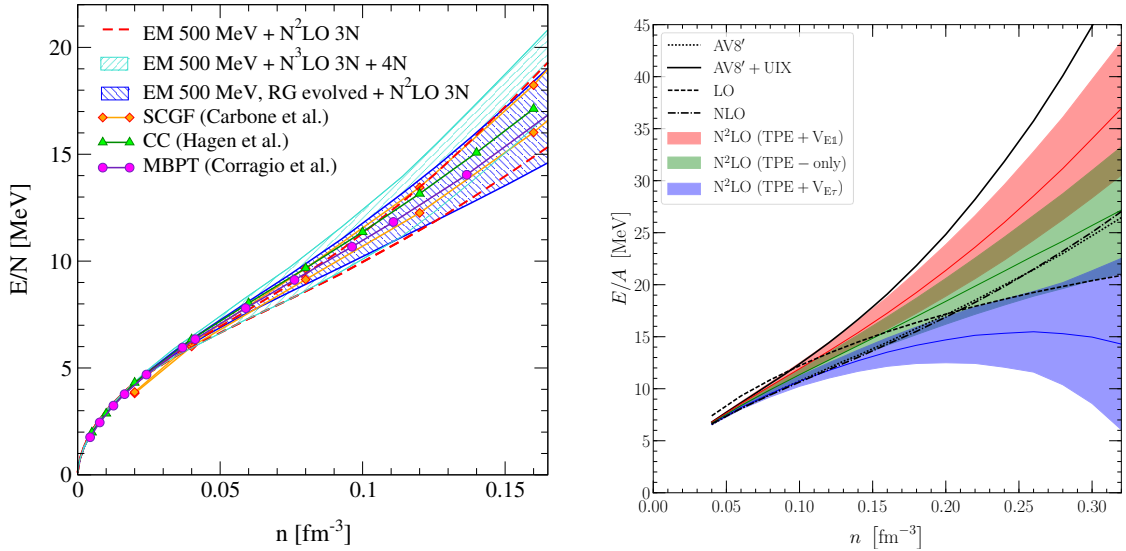 EM 500 MeV + N²LO 3N
EM 500 MeV + N³LO 3N + 4N
EM 500 MeV, RG evolved + N²LO 3N
SCGF (Carbone et al.)
CC (Hagen et al.)
MBPT (Corragio et al.)
20
15
10
5
0
E/N [MeV]
0
0.05
0.1
0.15
n [fm⁻³]
AV8′
AV8′ + UIX
LO
NLO
N²LO (TPE + V_E𝟙)
N²LO (TPE − only)
N²LO (TPE + V_Eτ)
45
40
35
30
25
20
15
10
5
0
E/A [MeV]
0.00
0.05
0.10
0.15
0.20
0.25
0.30
n [fm⁻³]